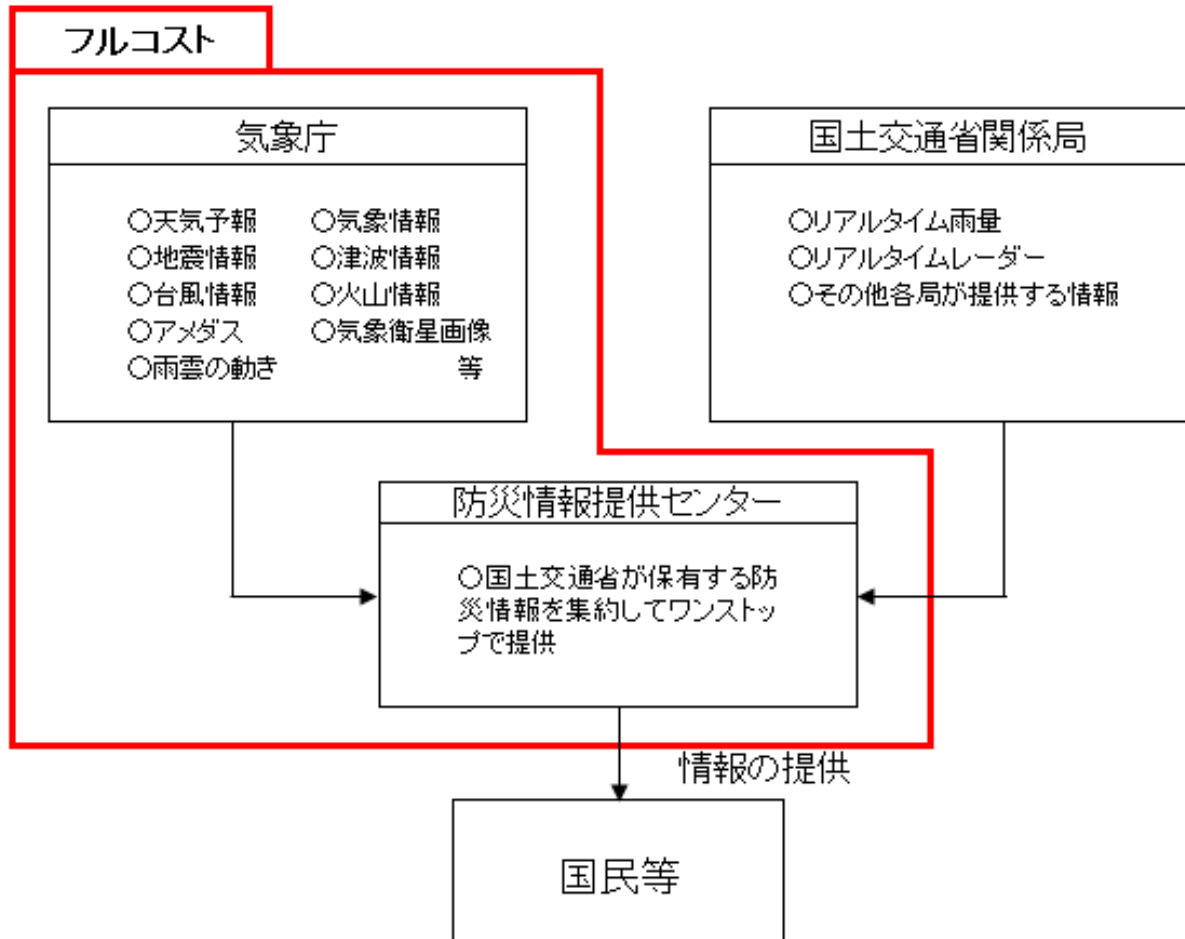 フルコスト
気象庁
○天気予報 ○気象情報
○地震情報 ○津波情報
○台風情報 ○火山情報
○アメダス ○気象衛星画像
○雨雲の動き 等
国土交通省関係局
○リアルタイム雨量
○リアルタイムレーダー
○その他各局が提供する情報
防災情報提供センター
○国土交通省が保有する防
災情報を集約してワンストッ
プで提供
情報の提供
国民等